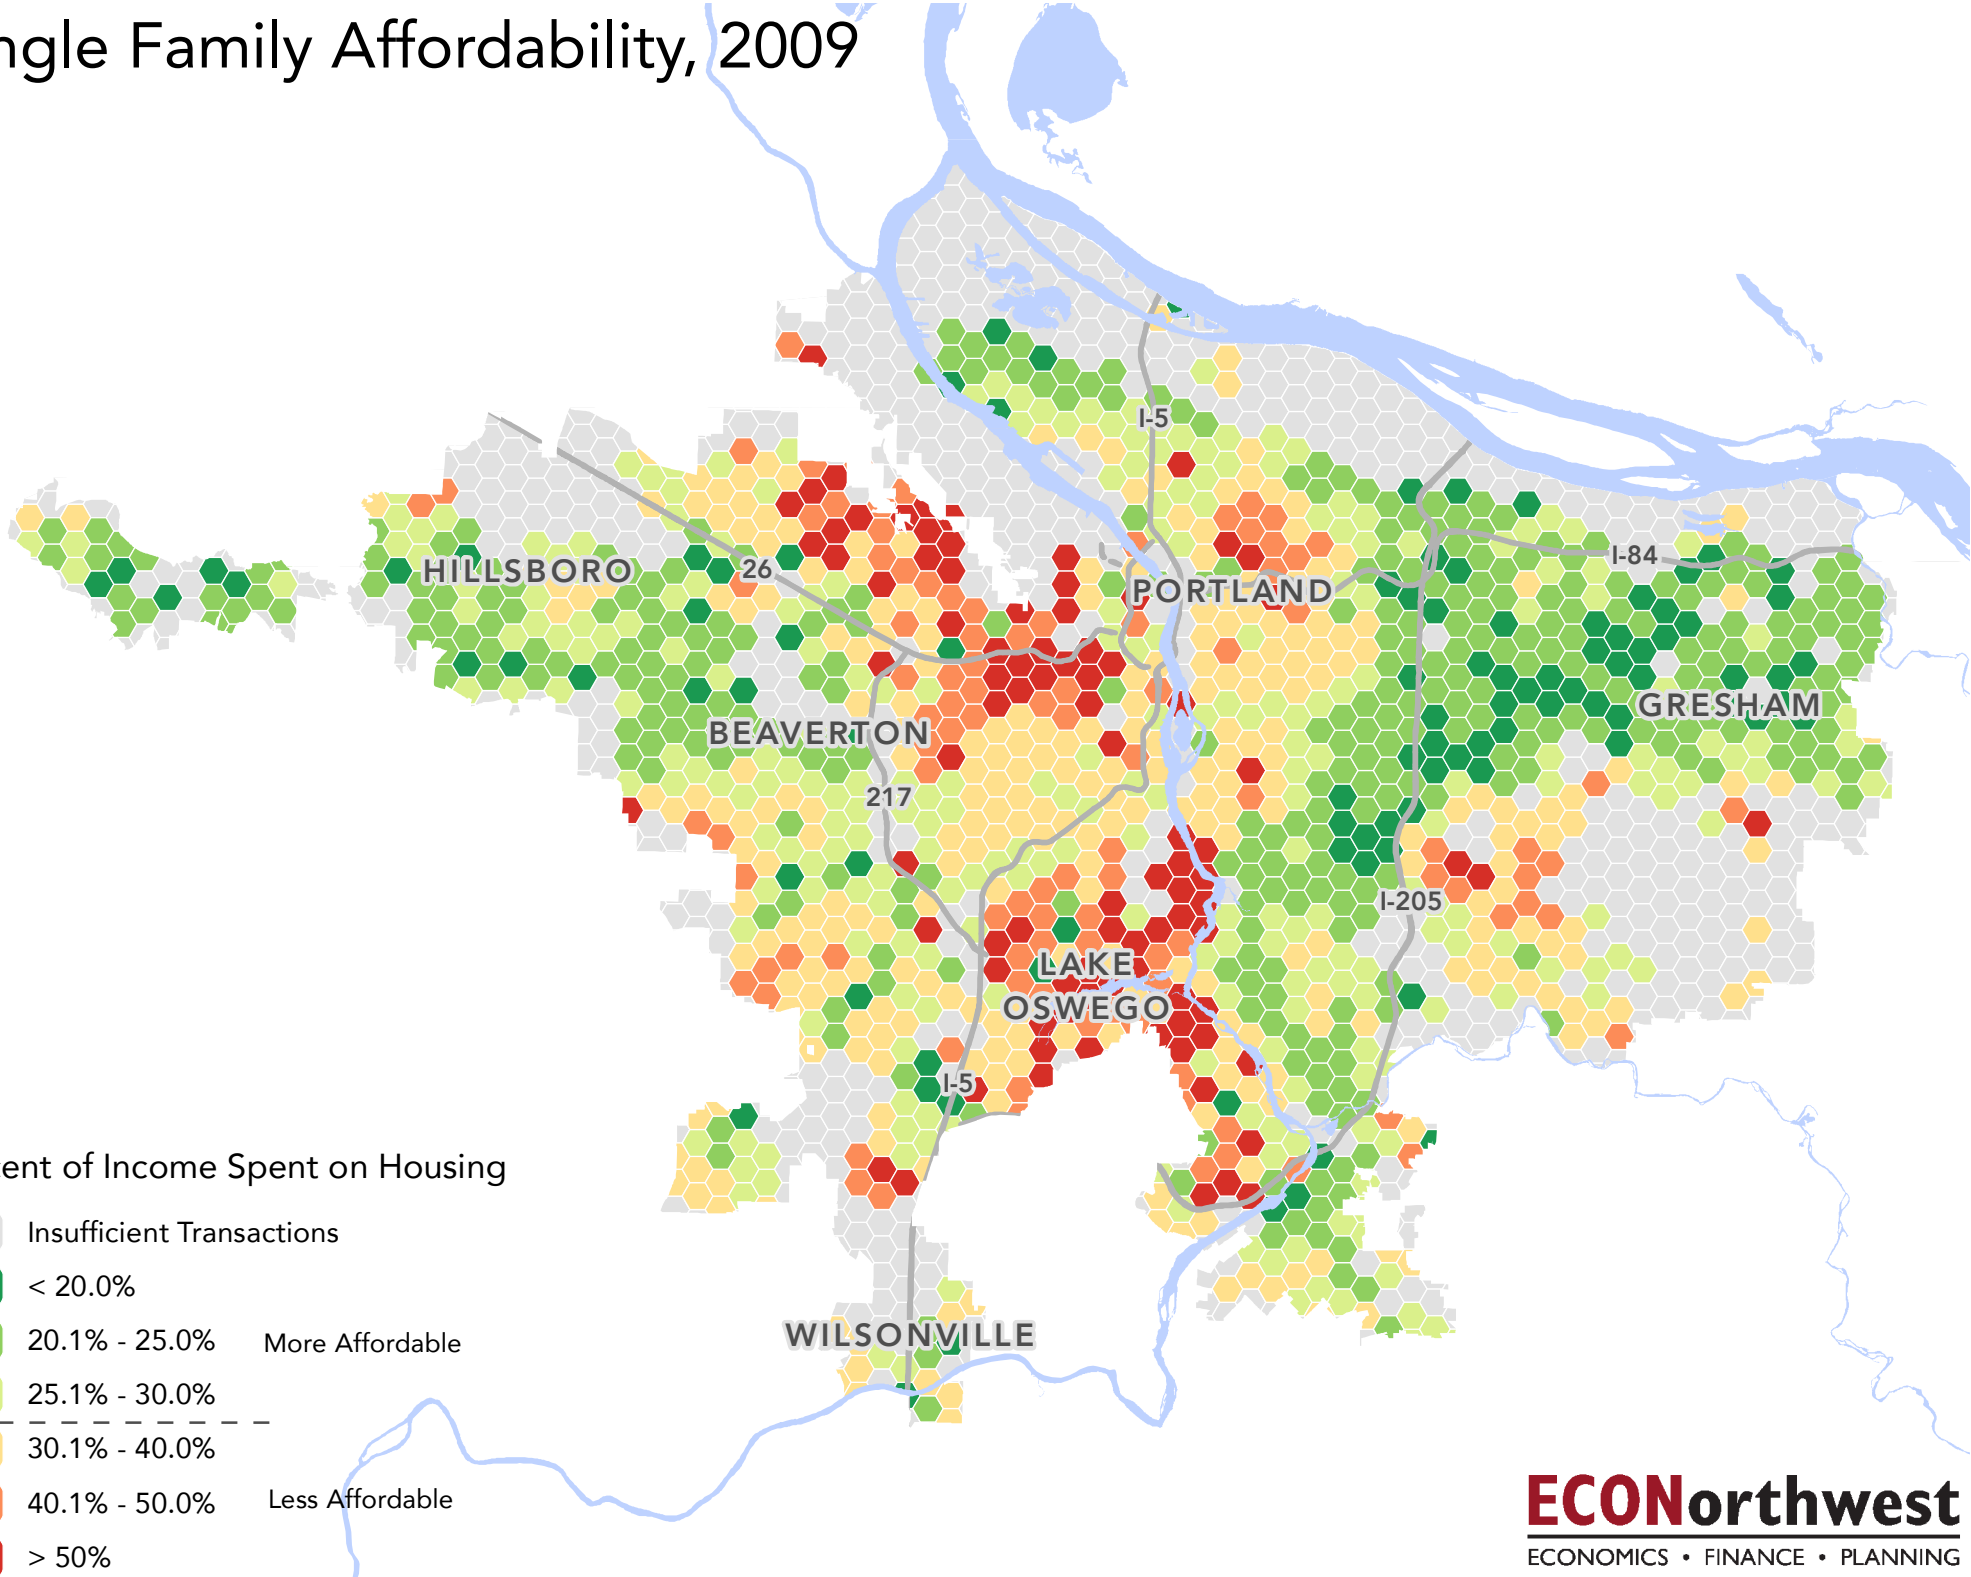 ngle Family Affordability, 2009
I-5
HILLSBORO
26
I-84
PORTLAND
GRESHAM
BEAVERTON
217
I-205
LAKE
OSWEGO
I-5
WILSONVILLE
ent of Income Spent on Housing
Insufficient Transactions
< 20.0%
20.1% - 25.0% More Affordable
25.1% - 30.0%
30.1% - 40.0%
40.1% - 50.0% Less Affordable
> 50%
ECONorthwest
ECONOMICS • FINANCE • PLANNING